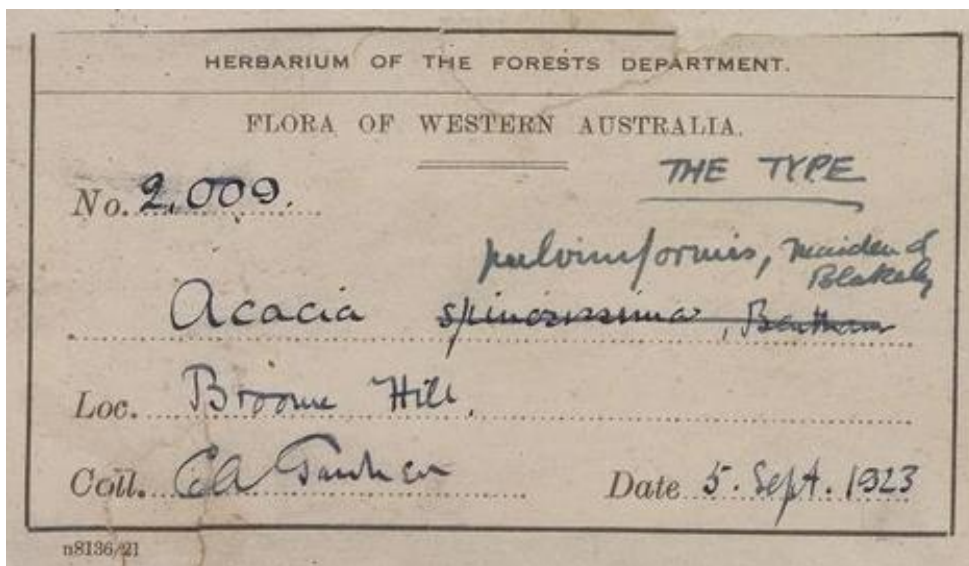 HERBARIUM OF THE FORESTS DEPARTMENT.
FLORA OF WESTERN AUSTRALIA.
THE TYPE
No. 2,009.
pulviniformis, Maiden &
Blakely
Acacia spinosissima, Bentham
Loc. Broome Hill.
Coll. CA Gardner
Date 5. Sept. 1923
n8136/21